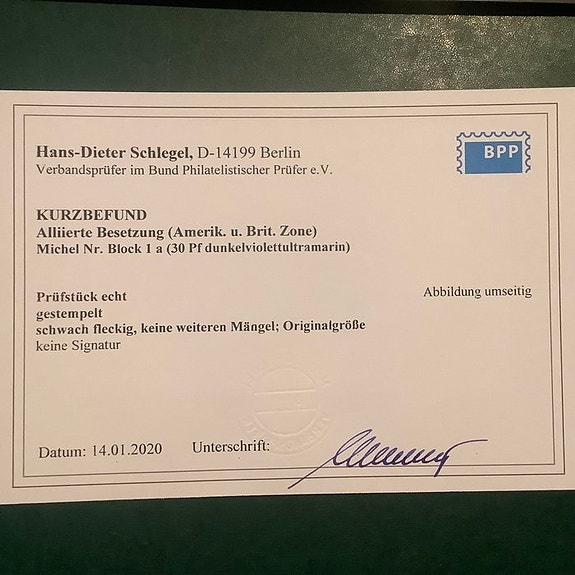 Hans-Dieter Schlegel, D-14199 Berlin
Verbandsprüfer im Bund Philatelistischer Prüfer e.V.
BPP
KURZBEFUND
Alliierte Besetzung (Amerik. u. Brit. Zone)
Michel Nr. Block 1 a (30 Pf dunkelviolettultramarin)
Prüfstück echt
Abbildung umseitig
gestempelt
schwach fleckig, keine weiteren Mängel; Originalgröße
keine Signatur
Datum: 14.01.2020 Unterschrift: